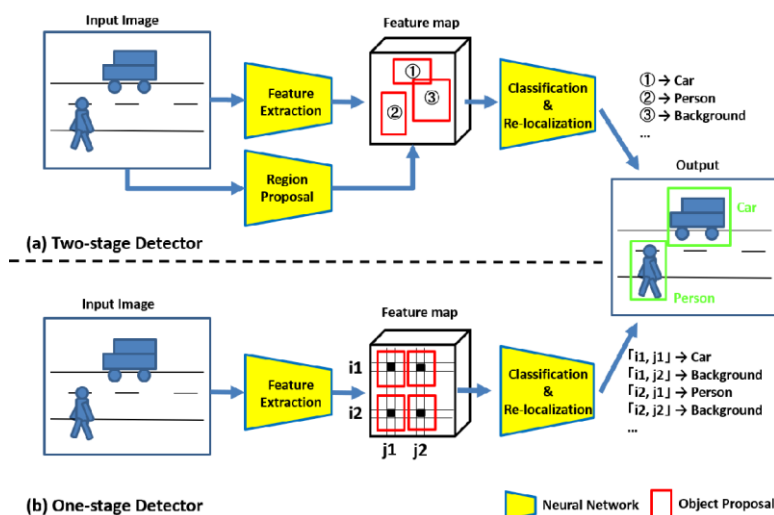 Input Image
Feature map
Feature
Extraction
①
②
③
Classification
&
Re-localization
① → Car
② → Person
③ → Background
...
Region
Proposal
Output
Car
Person
(a) Two-stage Detector
Input Image
Feature map
Feature
Extraction
i1
i2
j1 j2
Classification
&
Re-localization
「i1, j1」 → Car
「i1, j2」 → Background
「i2, j1」 → Person
「i2, j2」 → Background
...
(b) One-stage Detector
Neural Network
Object Proposal